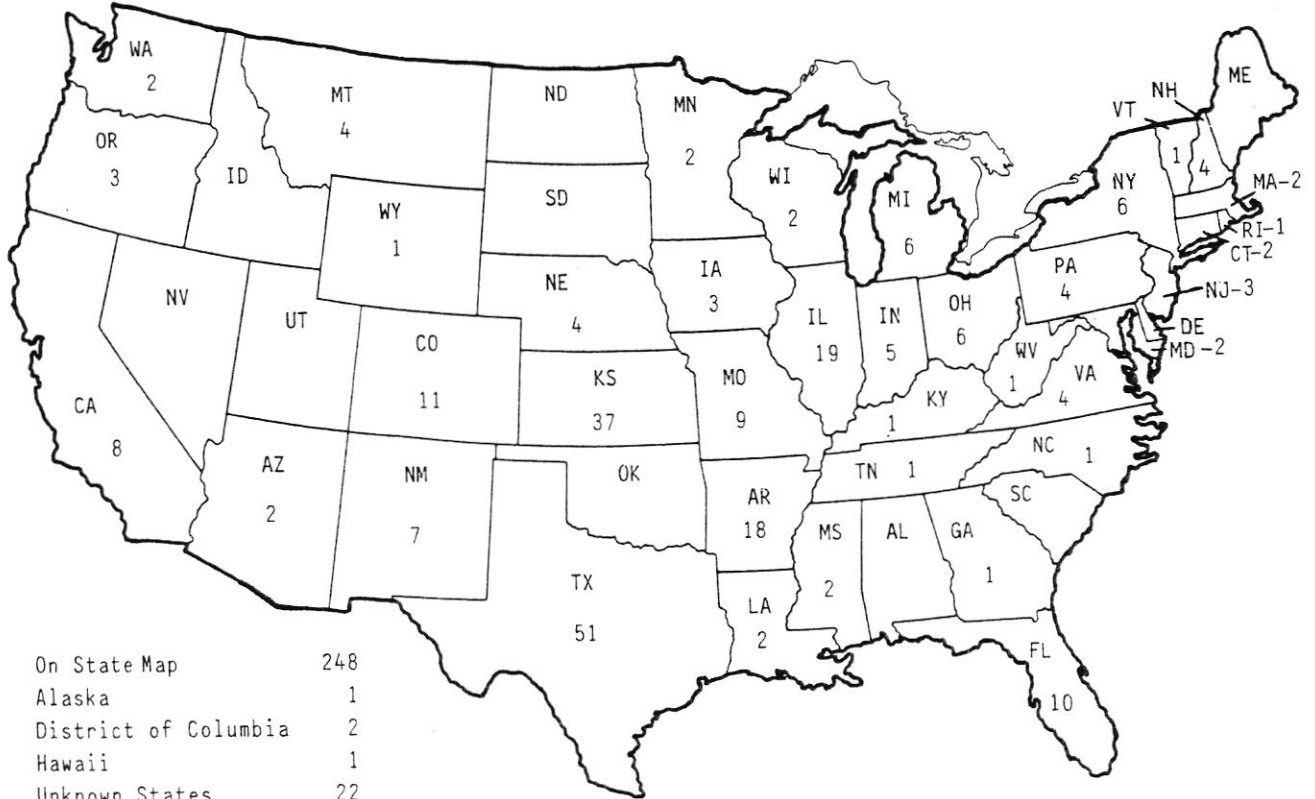 WA
2
OR
3
CA
8
ID
NV
MT
4
WY
1
UT
AZ
2
CO
11
NM
7
ND
SD
NE
4
KS
37
OK
TX
51
MN
2
IA
3
MO
9
AR
18
LA
2
WI
2
IL
19
MS
2
MI
6
IN
5
KY
1
TN 1
AL
OH
6
WV
1
VA
4
NC 1
SC
GA
1
FL
10
PA
4
NY
6
VT
1
NH
4
ME
MA-2
RI-1
CT-2
NJ-3
DE
MD-2
On State Map 248
Alaska 1
District of Columbia 2
Hawaii 1
Unknown States 22